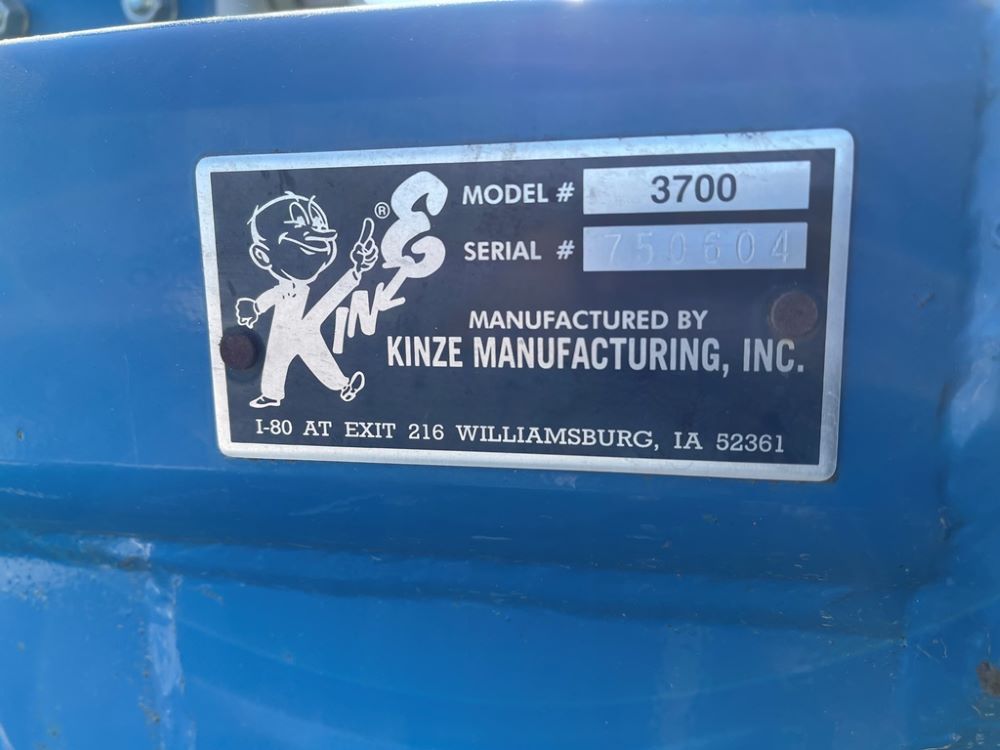 KINZE ®
MODEL # 3700
SERIAL # 750604
MANUFACTURED BY
KINZE MANUFACTURING, INC.
I-80 AT EXIT 216 WILLIAMSBURG, IA 52361